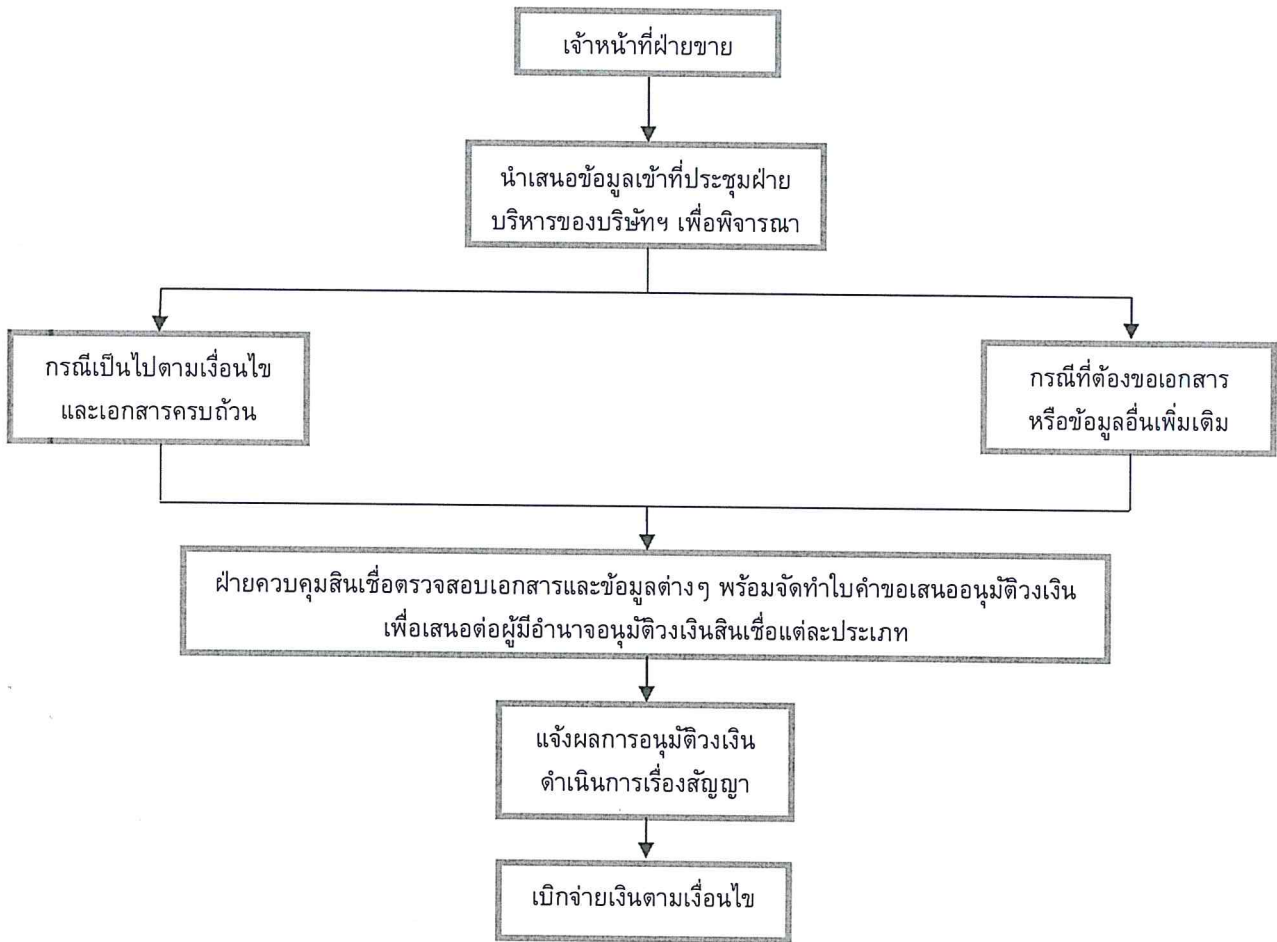 เจ้าหน้าที่ฝ่ายขาย
นำเสนอข้อมูลเข้าที่ประชุมฝ่าย
บริหารของบริษัทฯ เพื่อพิจารณา
กรณีเป็นไปตามเงื่อนไข
และเอกสารครบถ้วน
กรณีที่ต้องขอเอกสาร
หรือข้อมูลอื่นเพิ่มเติม
ฝ่ายควบคุมสินเชื่อตรวจสอบเอกสารและข้อมูลต่างๆ พร้อมจัดทำใบคำขอเสนออนุมัติวงเงิน
เพื่อเสนอต่อผู้มีอำนาจอนุมัติวงเงินสินเชื่อแต่ละประเภท
แจ้งผลการอนุมัติวงเงิน
ดำเนินการเรื่องสัญญา
เบิกจ่ายเงินตามเงื่อนไข